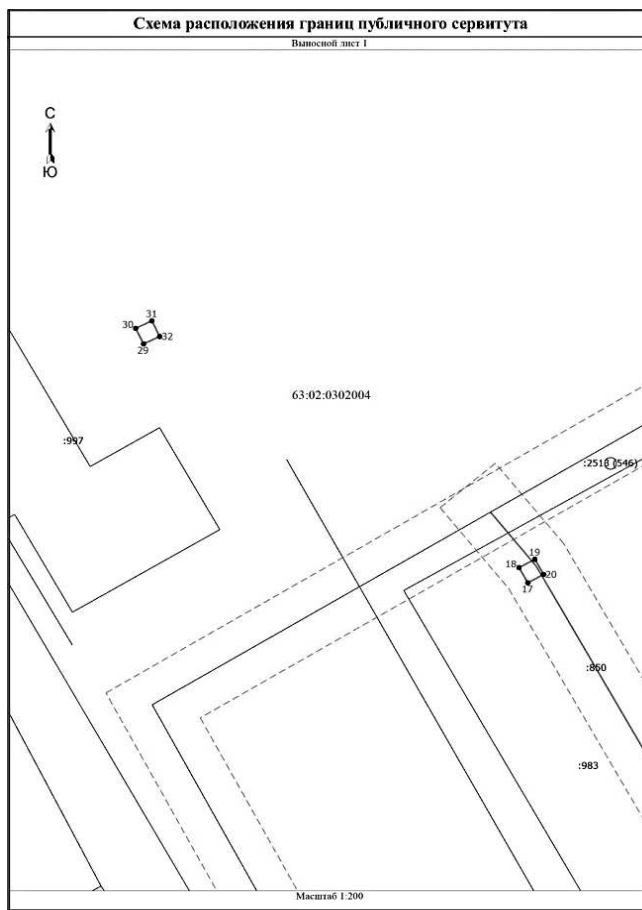 Схема расположения границ публичного сервитута
Выносной лист 1
С
Ю
31
30
32
29
63:02:0302004
:997
:2513 (546)
19
18
20
17
:850
:983
Масштаб 1:200